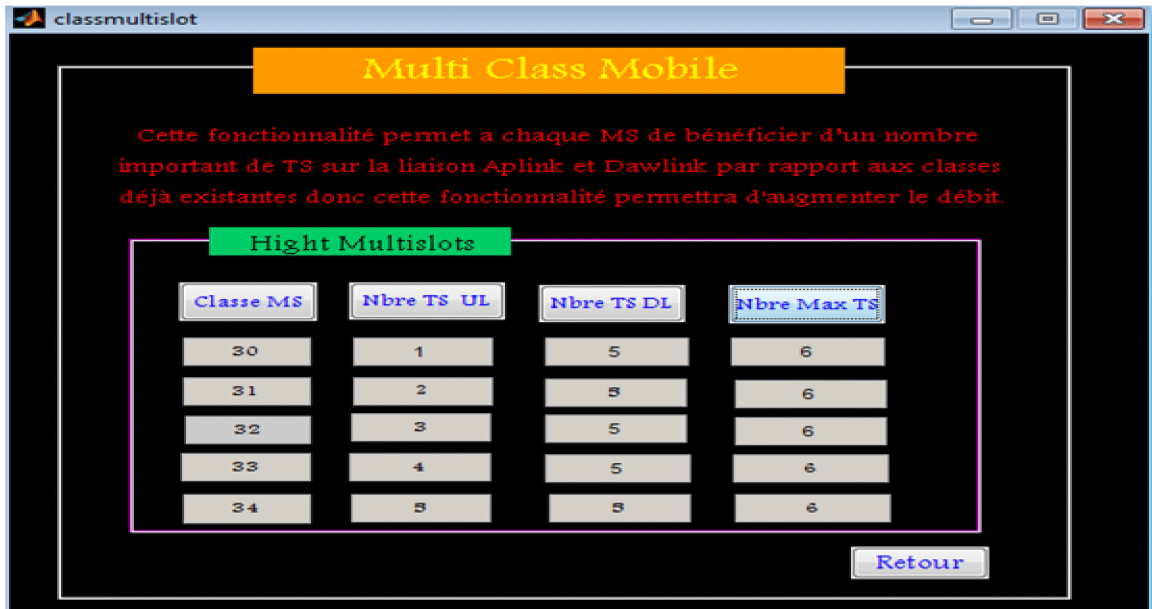 classmultislot
Multi Class Mobile
Cette fonctionnalité permet a chaque MS de bénéficier d'un nombre
important de TS sur la liaison Aplink et Dawlink par rapport aux classes
déjà existantes donc cette fonctionnalité permettra d'augmenter le débit.
Hight Multislots
Classe MS Nbre TS UL Nbre TS DL Nbre Max TS
30 1 5 6
31 2 5 6
32 3 5 6
33 4 5 6
34 5 5 6
Retour